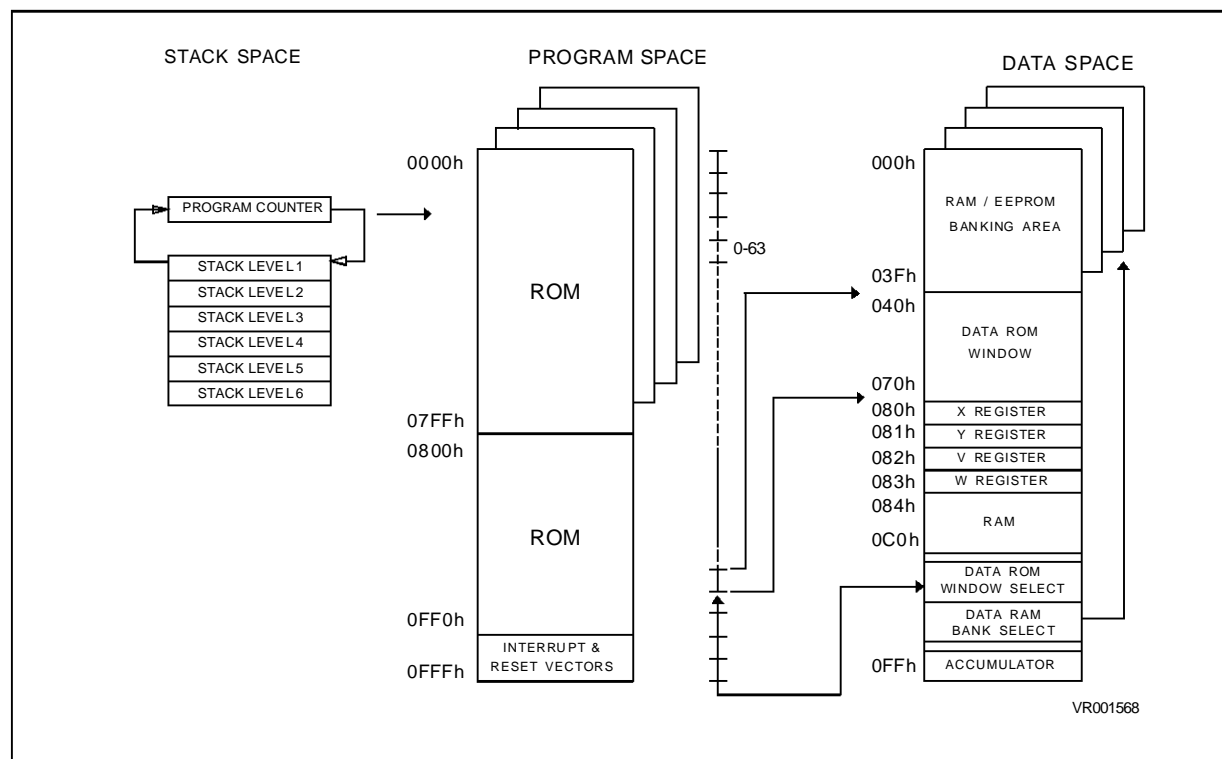 STACK SPACE
PROGRAM COUNTER
STACK LEVEL1
STACK LEVEL2
STACK LEVEL3
STACK LEVEL4
STACK LEVEL5
STACK LEVEL6
PROGRAM SPACE
0000h
ROM
07FFh
0800h
ROM
0FF0h
INTERRUPT &
RESET VECTORS
0FFFh
0-63
DATA SPACE
000h
RAM / EEPROM
BANKING AREA
03Fh
040h
DATA ROM
WINDOW
070h
080h
X REGISTER
081h
Y REGISTER
082h
V REGISTER
083h
W REGISTER
084h
RAM
0C0h
DATA ROM
WINDOW SELECT
DATA RAM
BANK SELECT
0FFh
ACCUMULATOR
VR001568